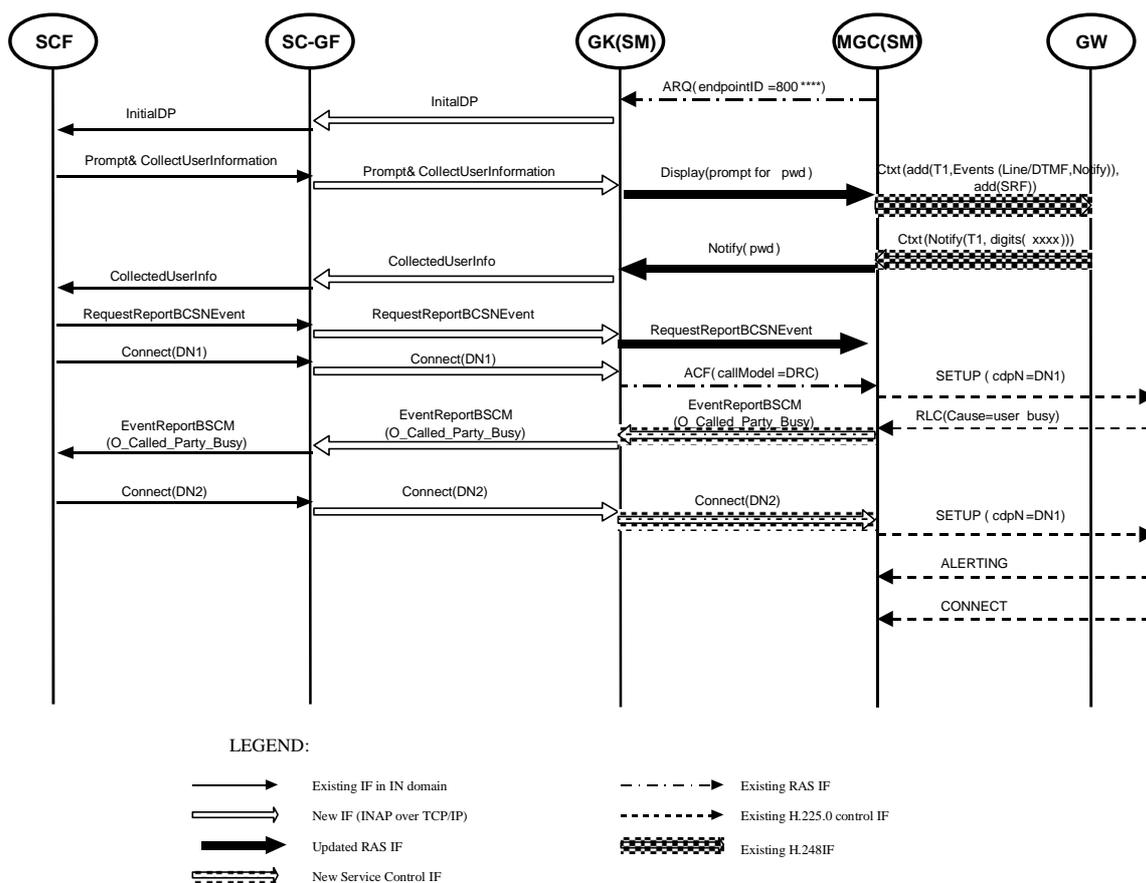 SCF
SC-GF
GK(SM)
MGC(SM)
GW
ARQ(endpointID =800 ****)
InitalDP
InitialDP
Prompt& CollectUserInformation
Prompt& CollectUserInformation
Display(prompt for pwd )
Ctxt(add(T1,Events (Line/DTMF,Notify)),
add(SRF))
Ctxt(Notify(T1, digits( xxxx)))
Notify( pwd )
CollectedUserInfo
CollectedUserInfo
RequestReportBCSNEvent
RequestReportBCSNEvent
RequestReportBCSNEvent
Connect(DN1)
Connect(DN1)
ACF( callModel =DRC)
SETUP ( cdpN=DN1)
RLC(Cause=user busy)
EventReportBSCM
(O_Called_Party_Busy)
EventReportBSCM
(O_Called_Party_Busy)
EventReportBSCM
(O_Called_Party_Busy)
Connect(DN2)
Connect(DN2)
Connect(DN2)
SETUP ( cdpN=DN1)
ALERTING
CONNECT
LEGEND:
Existing IF in IN domain
New IF (INAP over TCP/IP)
Updated RAS IF
New Service Control IF
Existing RAS IF
Existing H.225.0 control IF
Existing H.248IF